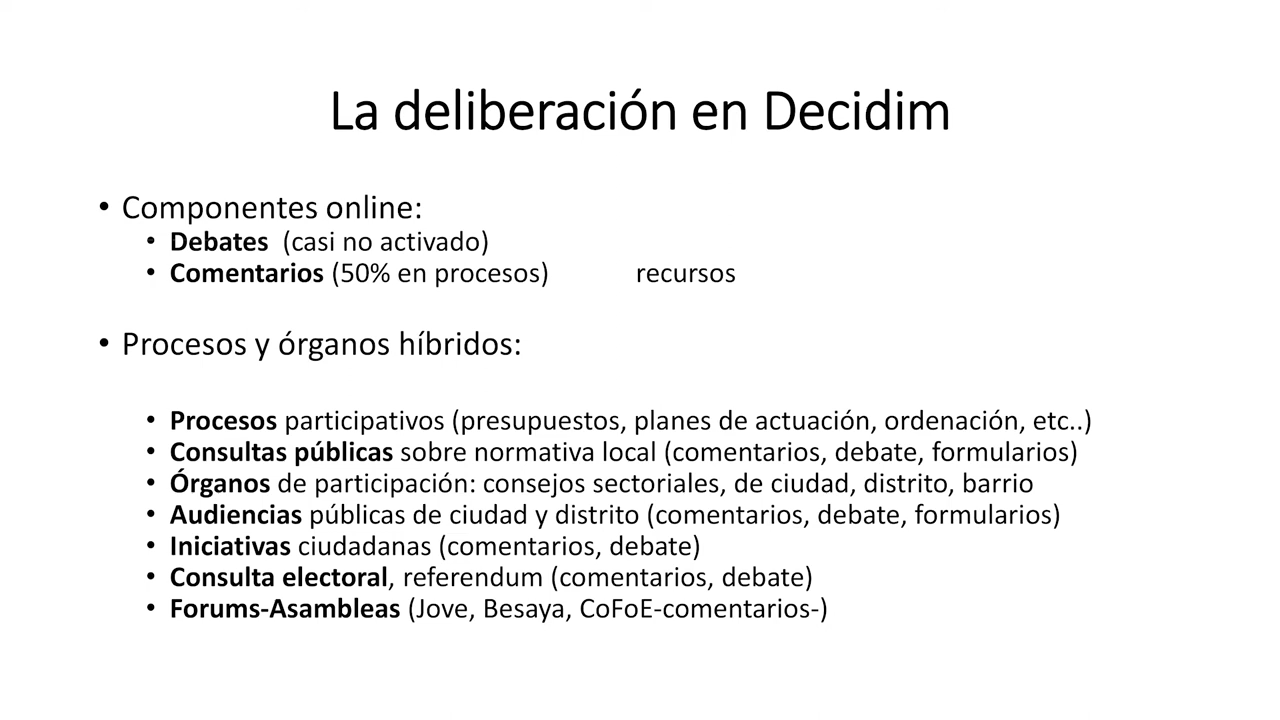 La deliberación en Decidim
• Componentes online:
• Debates (casi no activado)
• Comentarios (50% en procesos) recursos
• Procesos y órganos híbridos:
• Procesos participativos (presupuestos, planes de actuación, ordenación, etc..)
• Consultas públicas sobre normativa local (comentarios, debate, formularios)
• Órganos de participación: consejos sectoriales, de ciudad, distrito, barrio
• Audiencias públicas de ciudad y distrito (comentarios, debate, formularios)
• Iniciativas ciudadanas (comentarios, debate)
• Consulta electoral, referendum (comentarios, debate)
• Forums-Asambleas (Jove, Besaya, CoFoE-comentarios-)